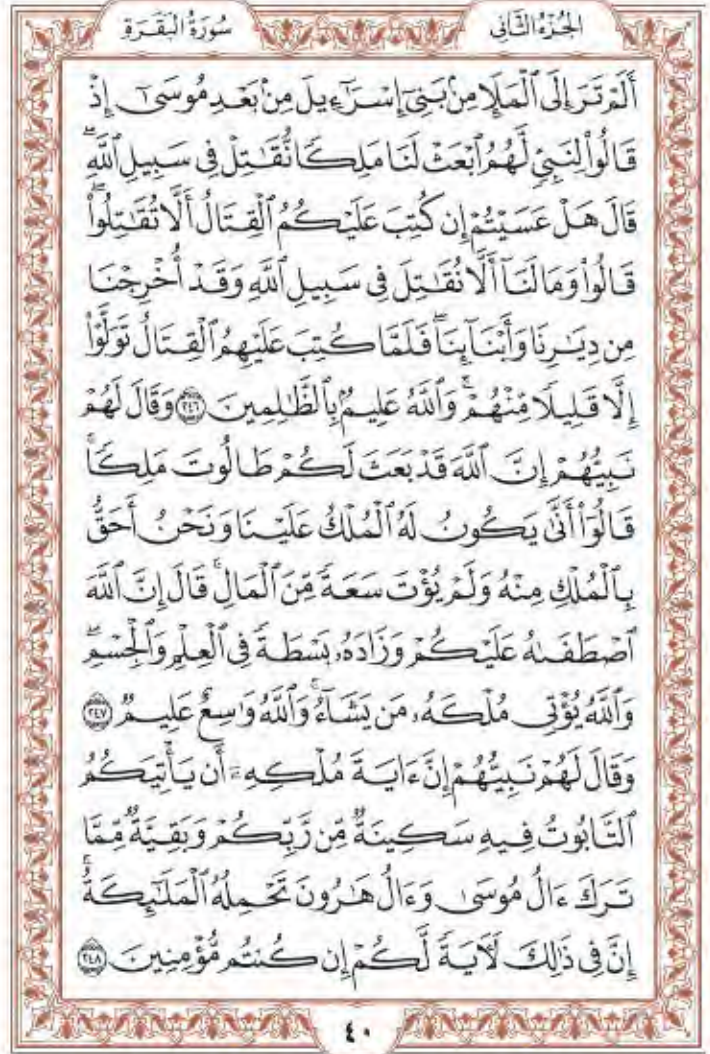 الجُزْءُ الثَّانِي
سُورَةُ الْبَقَرَةِ
أَلَمْ تَرَ إِلَى ٱلْمَلَإِ مِنۢ بَنِيٓ إِسْرَٰٓءِيلَ مِنۢ بَعْدِ مُوسَىٰٓ إِذْ
قَالُوا۟ لِنَبِيٍّ لَّهُمُ ٱبْعَثْ لَنَا مَلِكًا نُّقَٰتِلْ فِي سَبِيلِ ٱللَّهِۖ
قَالَ هَلْ عَسَيْتُمْ إِن كُتِبَ عَلَيْكُمُ ٱلْقِتَالُ أَلَّا تُقَٰتِلُوا۟ۖ
قَالُوا۟ وَمَا لَنَآ أَلَّا نُقَٰتِلَ فِي سَبِيلِ ٱللَّهِ وَقَدْ أُخْرِجْنَا
مِن دِيَٰرِنَا وَأَبْنَآئِنَاۖ فَلَمَّا كُتِبَ عَلَيْهِمُ ٱلْقِتَالُ تَوَلَّوْا۟
إِلَّا قَلِيلًا مِّنْهُمْۚ وَٱللَّهُ عَلِيمٌۢ بِٱلظَّٰلِمِينَ ٢٤٦ وَقَالَ لَهُمْ
نَبِيُّهُمْ إِنَّ ٱللَّهَ قَدْ بَعَثَ لَكُمْ طَالُوتَ مَلِكًاۚ
قَالُوٓا۟ أَنَّىٰ يَكُونُ لَهُ ٱلْمُلْكُ عَلَيْنَا وَنَحْنُ أَحَقُّ
بِٱلْمُلْكِ مِنْهُ وَلَمْ يُؤْتَ سَعَةً مِّنَ ٱلْمَالِۚ قَالَ إِنَّ ٱللَّهَ
ٱصْطَفَىٰهُ عَلَيْكُمْ وَزَادَهُۥ بَسْطَةً فِي ٱلْعِلْمِ وَٱلْجِسْمِۖ
وَٱللَّهُ يُؤْتِي مُلْكَهُۥ مَن يَشَآءُۚ وَٱللَّهُ وَٰسِعٌ عَلِيمٌ ٢٤٧
وَقَالَ لَهُمْ نَبِيُّهُمْ إِنَّ ءَايَةَ مُلْكِهِۦٓ أَن يَأْتِيَكُمُ
ٱلتَّابُوتُ فِيهِ سَكِينَةٌ مِّن رَّبِّكُمْ وَبَقِيَّةٌ مِّمَّا
تَرَكَ ءَالُ مُوسَىٰ وَءَالُ هَٰرُونَ تَحْمِلُهُ ٱلْمَلَٰٓئِكَةُۚ
إِنَّ فِي ذَٰلِكَ لَءَايَةً لَّكُمْ إِن كُنتُم مُّؤْمِنِينَ ٢٤٨
٤٠